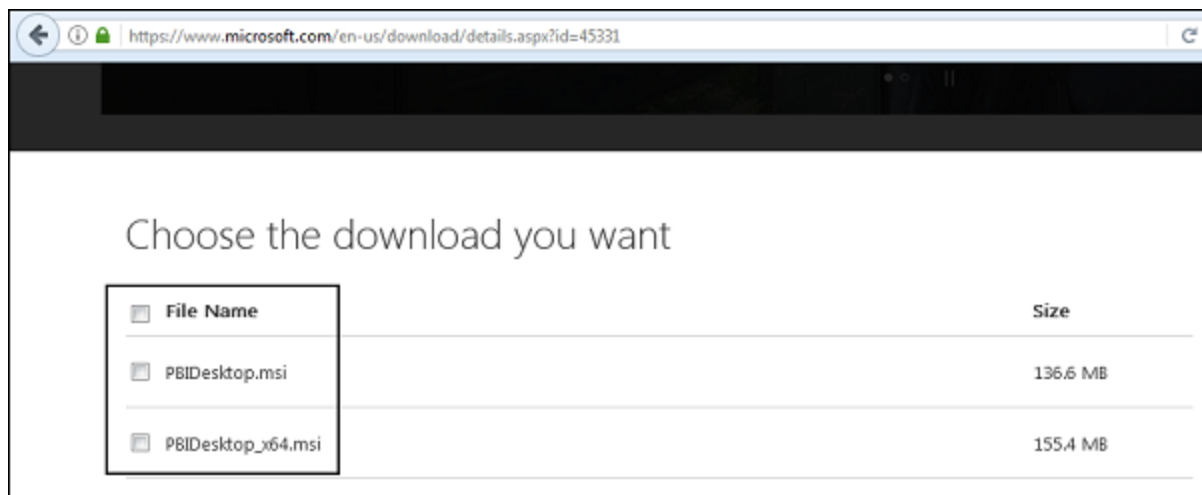 https://www.microsoft.com/en-us/download/details.aspx?id=45331
Choose the download you want
File Name Size
PBIDesktop.msi 136.6 MB
PBIDesktop_x64.msi 155.4 MB